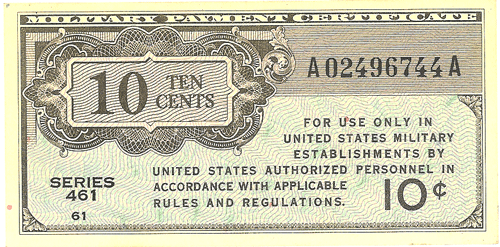 MILITARY PAYMENT CERTIFICATE
10 TEN CENTS
A02496744A
FOR USE ONLY IN
UNITED STATES MILITARY
ESTABLISHMENTS BY
UNITED STATES AUTHORIZED PERSONNEL IN
ACCORDANCE WITH APPLICABLE
RULES AND REGULATIONS.
SERIES
461
61
10¢